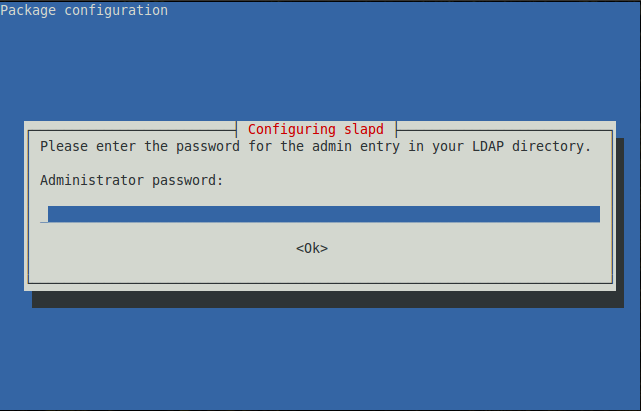 Package configuration
Configuring slapd
Please enter the password for the admin entry in your LDAP directory.
Administrator password:
<Ok>